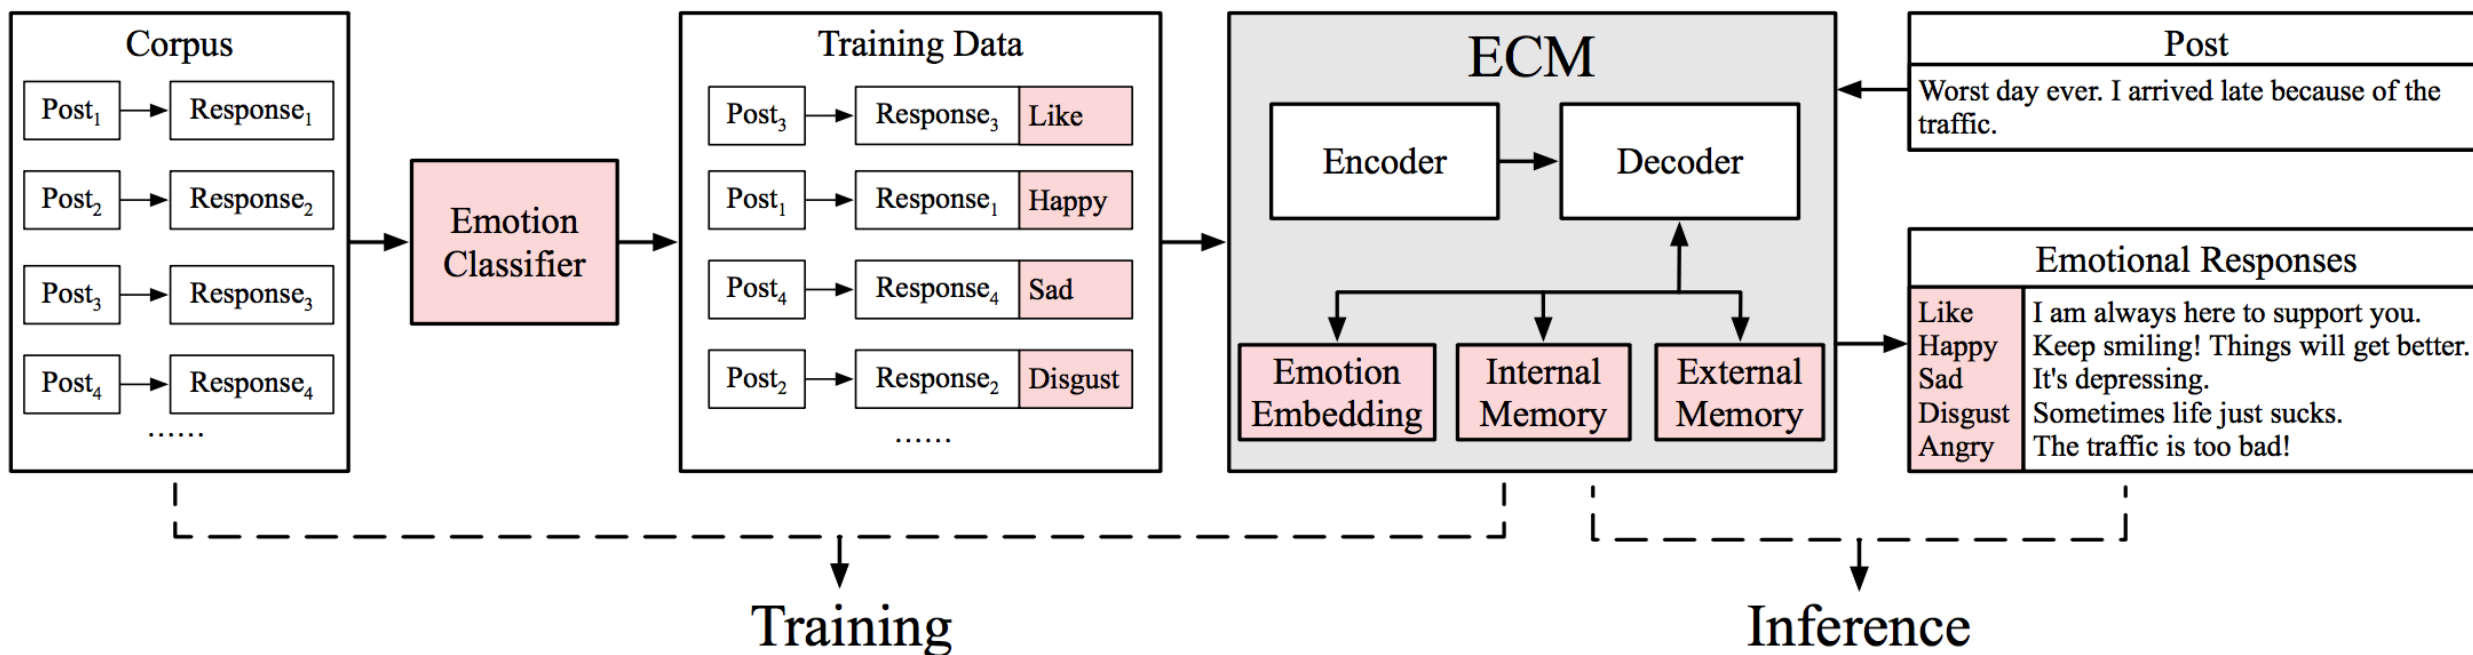 Corpus
Post₁ Response₁
Post₂ Response₂
Post₃ Response₃
Post₄ Response₄
......
Emotion
Classifier
Training Data
Post₃ Response₃ Like
Post₁ Response₁ Happy
Post₄ Response₄ Sad
Post₂ Response₂ Disgust
......
ECM
Encoder
Decoder
Emotion
Embedding
Internal
Memory
External
Memory
Post
Worst day ever. I arrived late because of the
traffic.
Emotional Responses
Like I am always here to support you.
Happy Keep smiling! Things will get better.
Sad It's depressing.
Disgust Sometimes life just sucks.
Angry The traffic is too bad!
Training
Inference